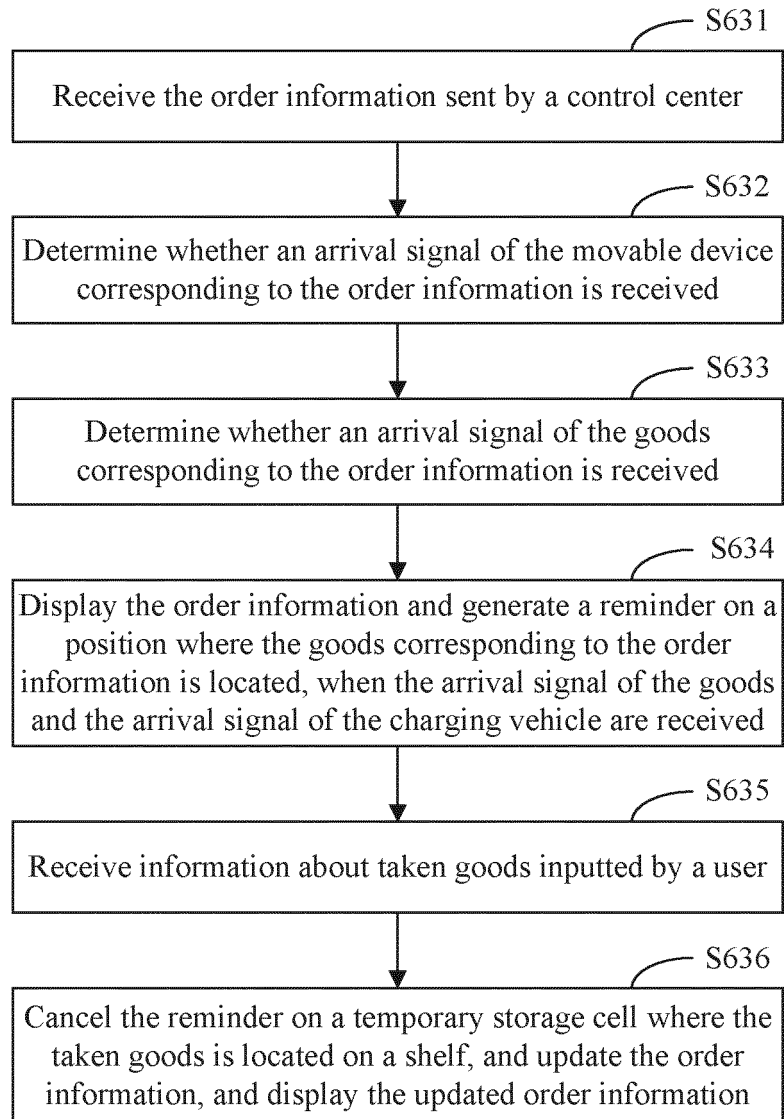 S631
Receive the order information sent by a control center
S632
Determine whether an arrival signal of the movable device
corresponding to the order information is received
S633
Determine whether an arrival signal of the goods
corresponding to the order information is received
S634
Display the order information and generate a reminder on a
position where the goods corresponding to the order
information is located, when the arrival signal of the goods
and the arrival signal of the charging vehicle are received
S635
Receive information about taken goods inputted by a user
S636
Cancel the reminder on a temporary storage cell where the
taken goods is located on a shelf, and update the order
information, and display the updated order information